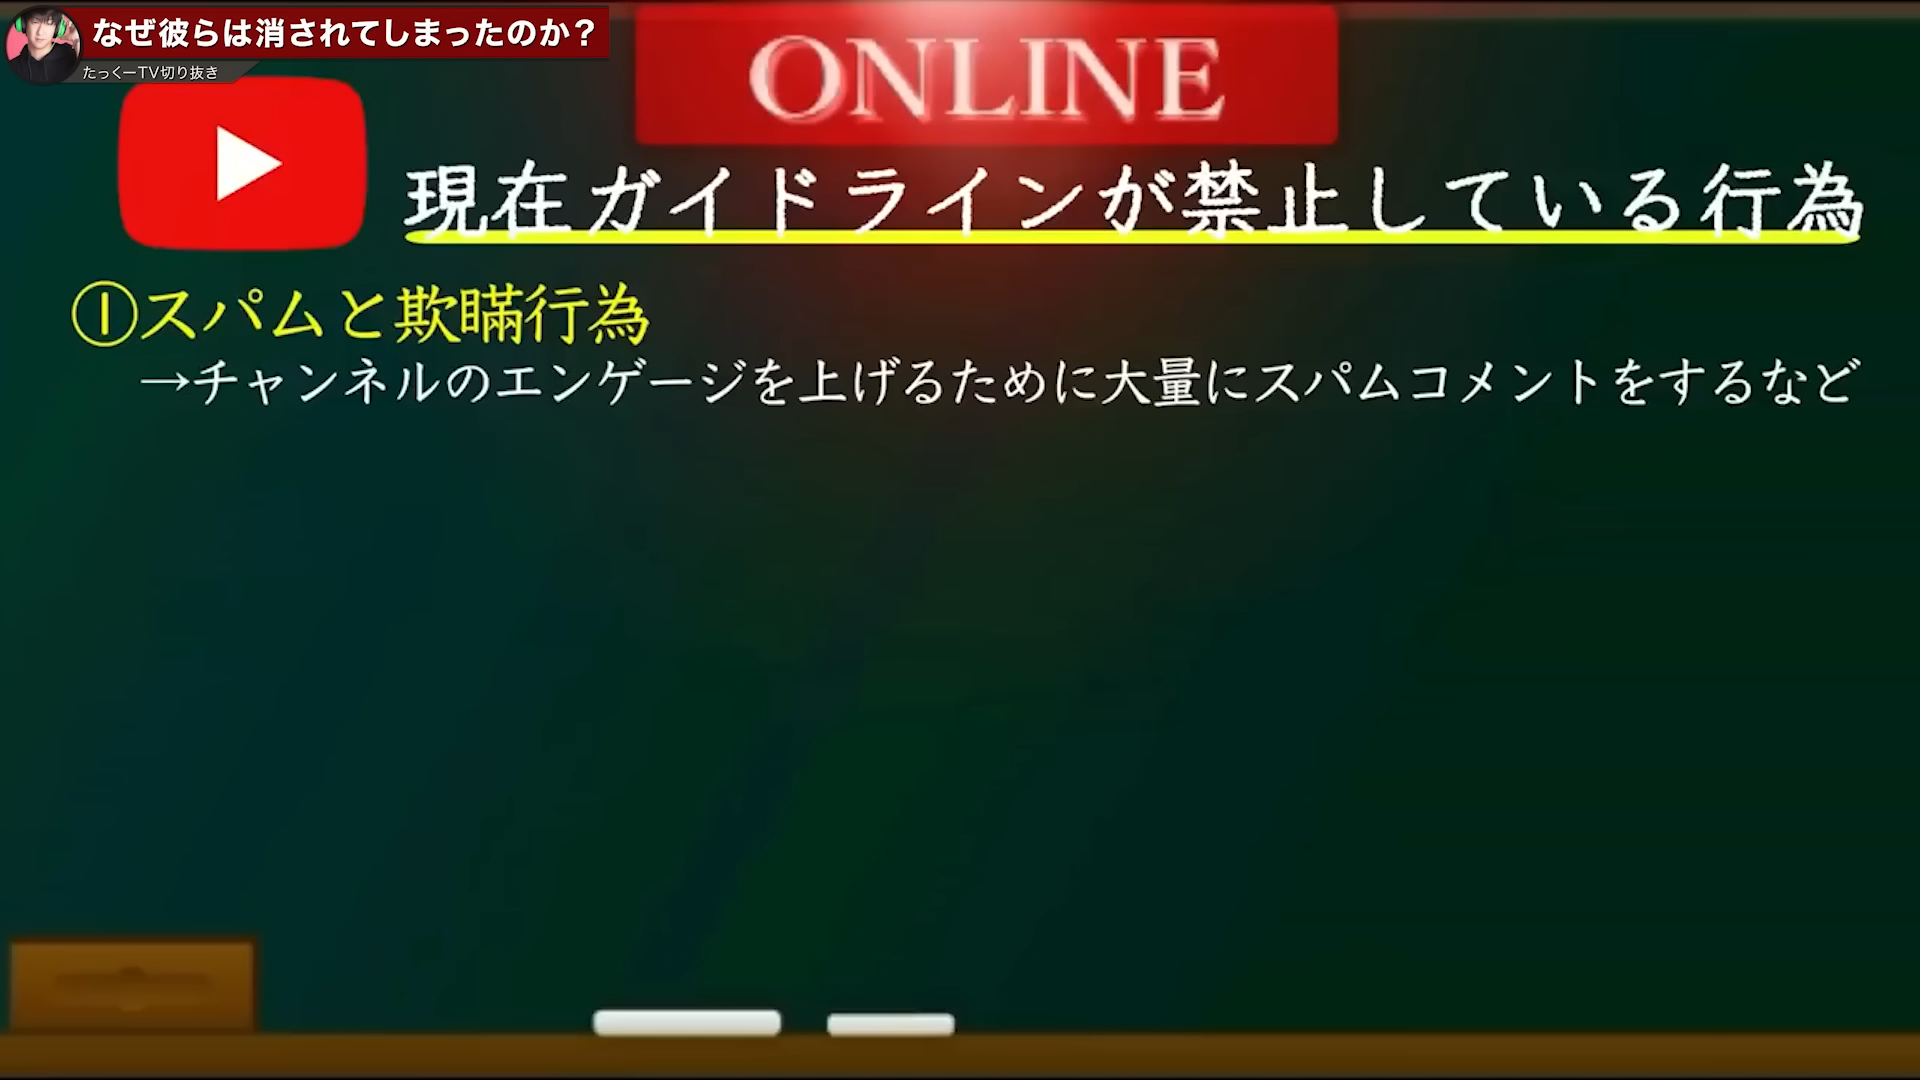 なぜ彼らは消されてしまったのか？
たっくーTV切り抜き
ONLINE
現在ガイドラインが禁止している行為
①スパムと欺瞞行為
→チャンネルのエンゲージを上げるために大量にスパムコメントをするなど